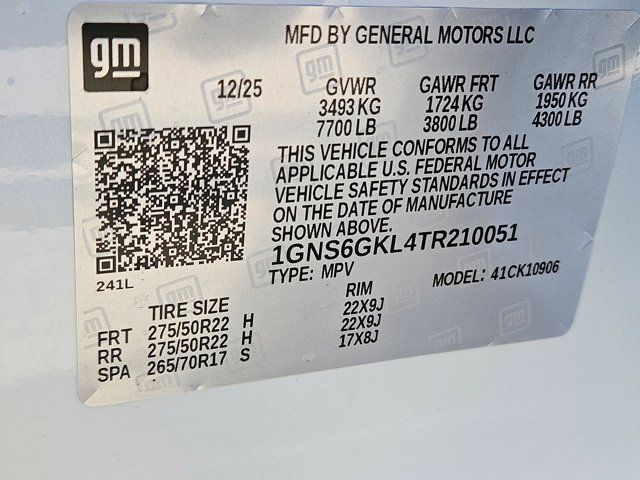 gm
MFD BY GENERAL MOTORS LLC
12/25 GVWR GAWR FRT GAWR RR
3493 KG 1724 KG 1950 KG
7700 LB 3800 LB 4300 LB
THIS VEHICLE CONFORMS TO ALL
APPLICABLE U.S. FEDERAL MOTOR
VEHICLE SAFETY STANDARDS IN EFFECT
ON THE DATE OF MANUFACTURE
SHOWN ABOVE.
1GNS6GKL4TR210051
241L TYPE: MPV MODEL: 41CK10906
TIRE SIZE RIM
FRT 275/50R22 H 22X9J
RR 275/50R22 H 22X9J
SPA 265/70R17 S 17X8J